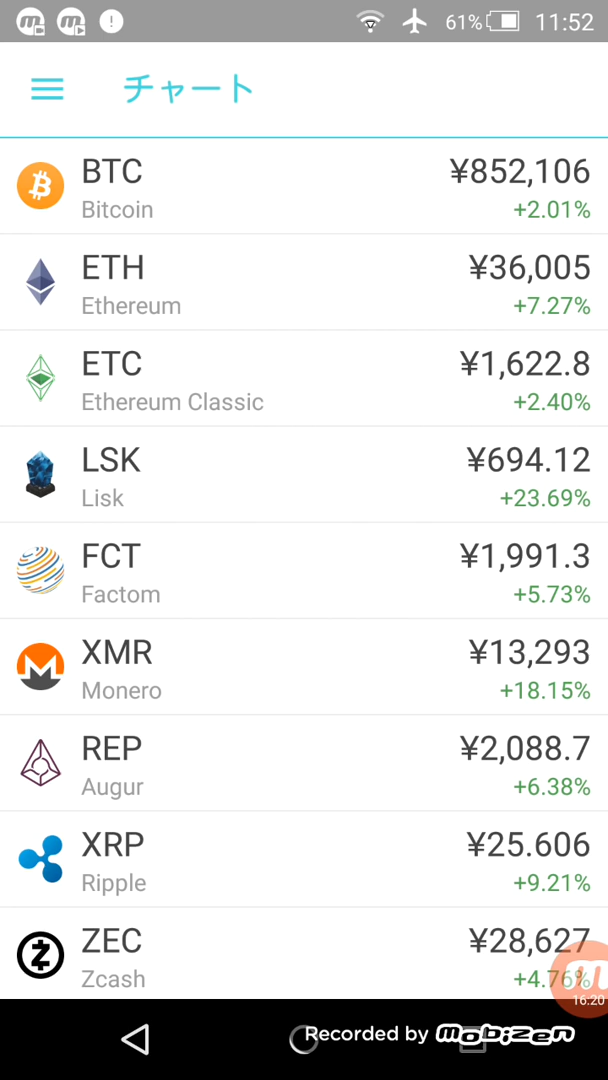 61% 11:52
チャート
BTC ¥852,106
Bitcoin +2.01%
ETH ¥36,005
Ethereum +7.27%
ETC ¥1,622.8
Ethereum Classic +2.40%
LSK ¥694.12
Lisk +23.69%
FCT ¥1,991.3
Factom +5.73%
XMR ¥13,293
Monero +18.15%
REP ¥2,088.7
Augur +6.38%
XRP ¥25.606
Ripple +9.21%
ZEC ¥28,627
Zcash +4.76%
16:20
Recorded by mobizen